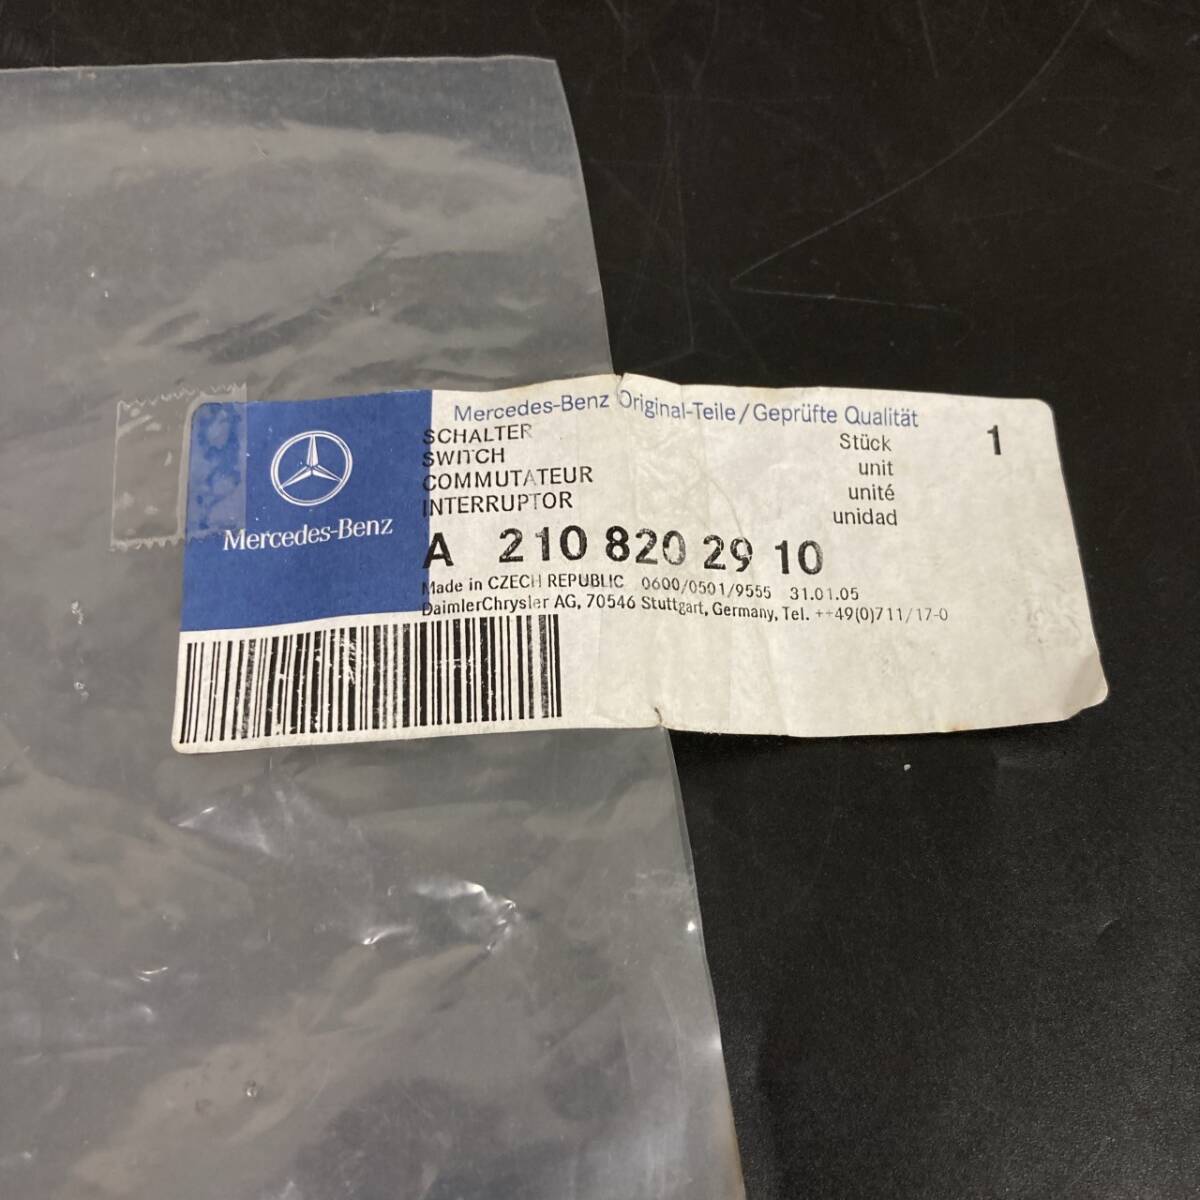 Mercedes-Benz Original-Teile/Geprüfte Qualität
SCHALTER Stück 1
SWITCH unit
COMMUTATEUR unité
INTERRUPTOR unidad
A 210 820 29 10
Made in CZECH REPUBLIC 0600/0501/9555 31.01.05
DaimlerChrysler AG, 70546 Stuttgart, Germany, Tel. ++49(0)711/17-0
Mercedes-Benz